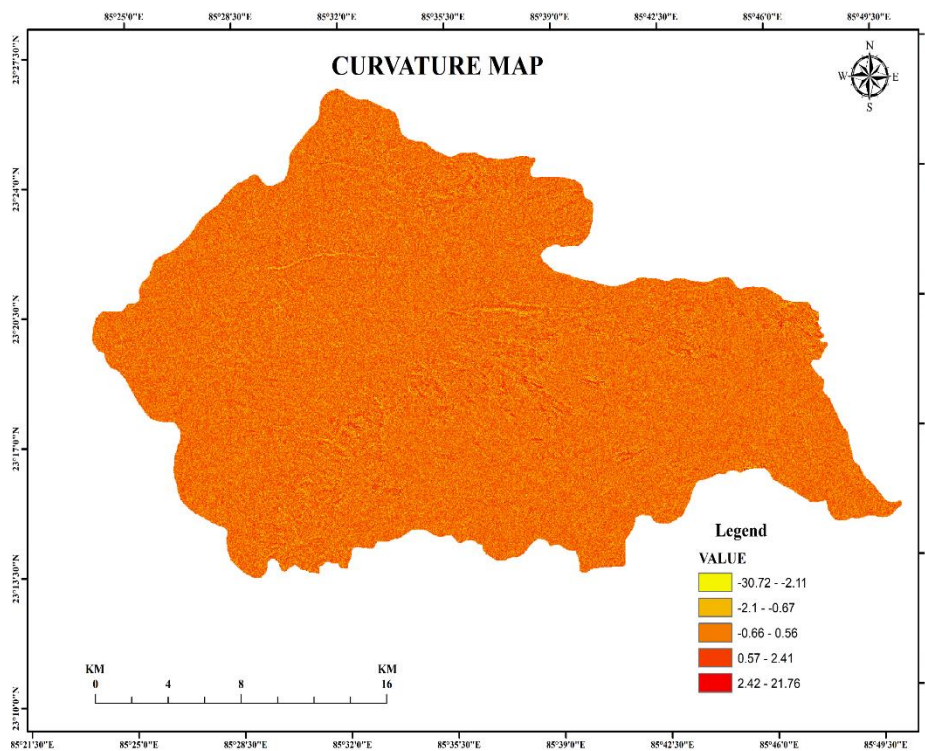 85°25'0"E 85°28'30"E 85°32'0"E 85°35'30"E 85°39'0"E 85°42'30"E 85°46'0"E 85°49'30"E
CURVATURE MAP
N
W E
S
23°27'30"N
23°24'0"N
23°20'30"N
23°17'0"N
23°13'30"N
23°10'0"N
Legend
VALUE
-30.72 - -2.11
-2.1 - -0.67
-0.66 - 0.56
0.57 - 2.41
2.42 - 21.76
KM KM
0 4 8 16
85°21'30"E 85°25'0"E 85°28'30"E 85°32'0"E 85°35'30"E 85°39'0"E 85°42'30"E 85°46'0"E 85°49'30"E